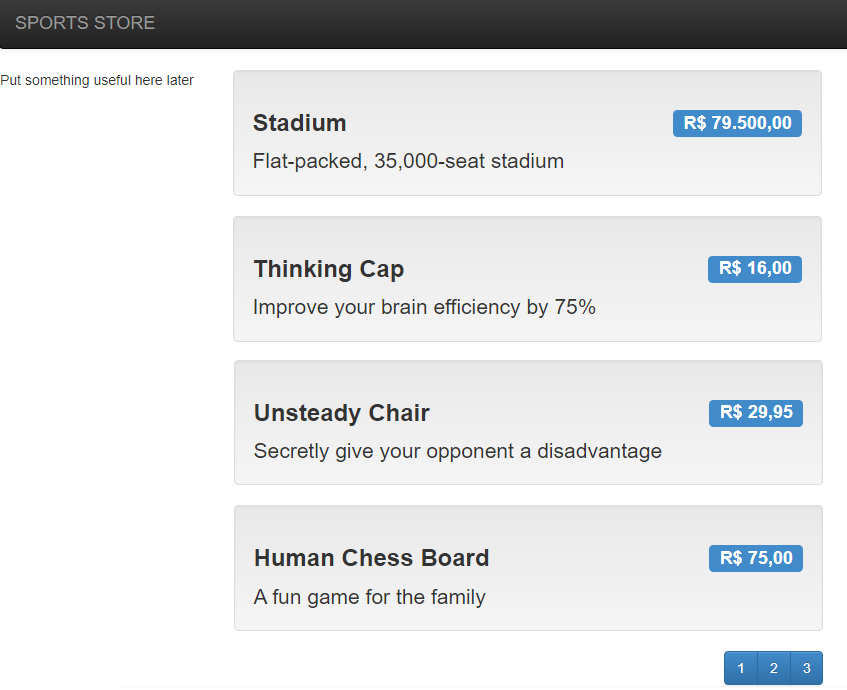 SPORTS STORE
Put something useful here later
Stadium R$ 79.500,00
Flat-packed, 35,000-seat stadium
Thinking Cap R$ 16,00
Improve your brain efficiency by 75%
Unsteady Chair R$ 29,95
Secretly give your opponent a disadvantage
Human Chess Board R$ 75,00
A fun game for the family
1 2 3